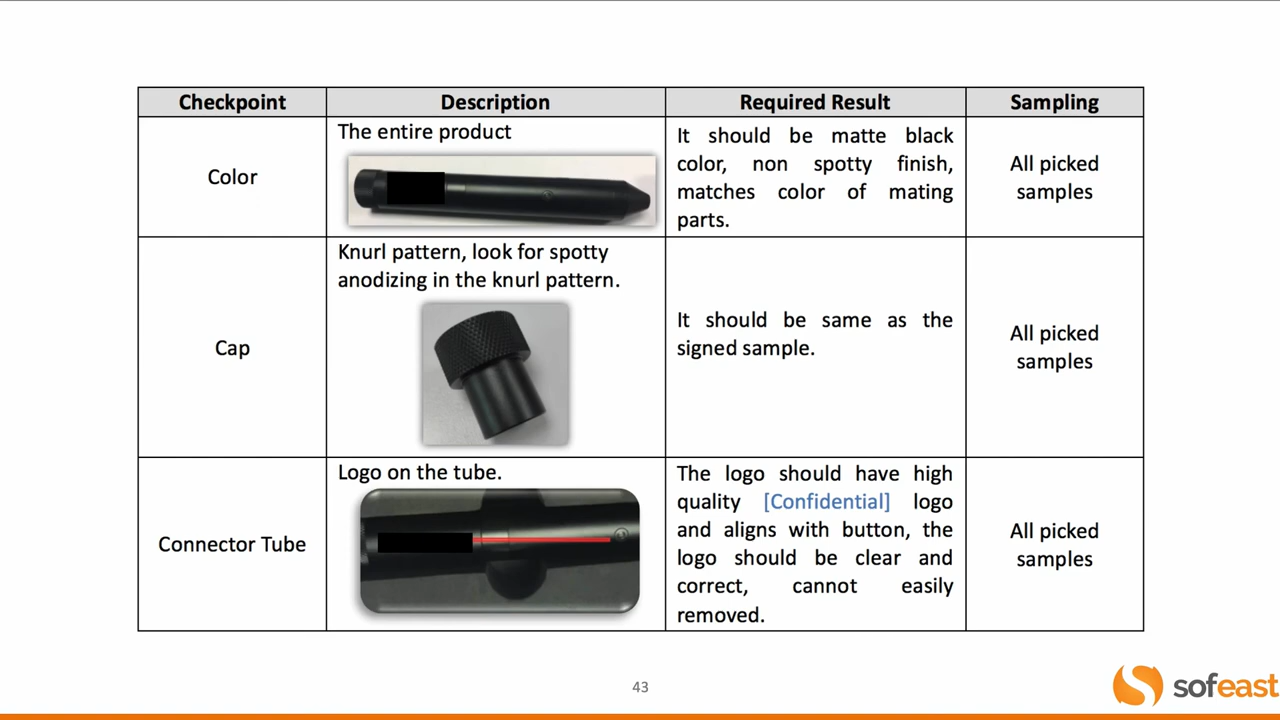 Checkpoint
Description
Required Result
Sampling
Color
The entire product
It should be matte black
color, non spotty finish,
matches color of mating
parts.
All picked
samples
Cap
Knurl pattern, look for spotty
anodizing in the knurl pattern.
It should be same as the
signed sample.
All picked
samples
Connector Tube
Logo on the tube.
The logo should have high
quality [Confidential] logo
and aligns with button, the
logo should be clear and
correct, cannot easily
removed.
All picked
samples
43
sofeast